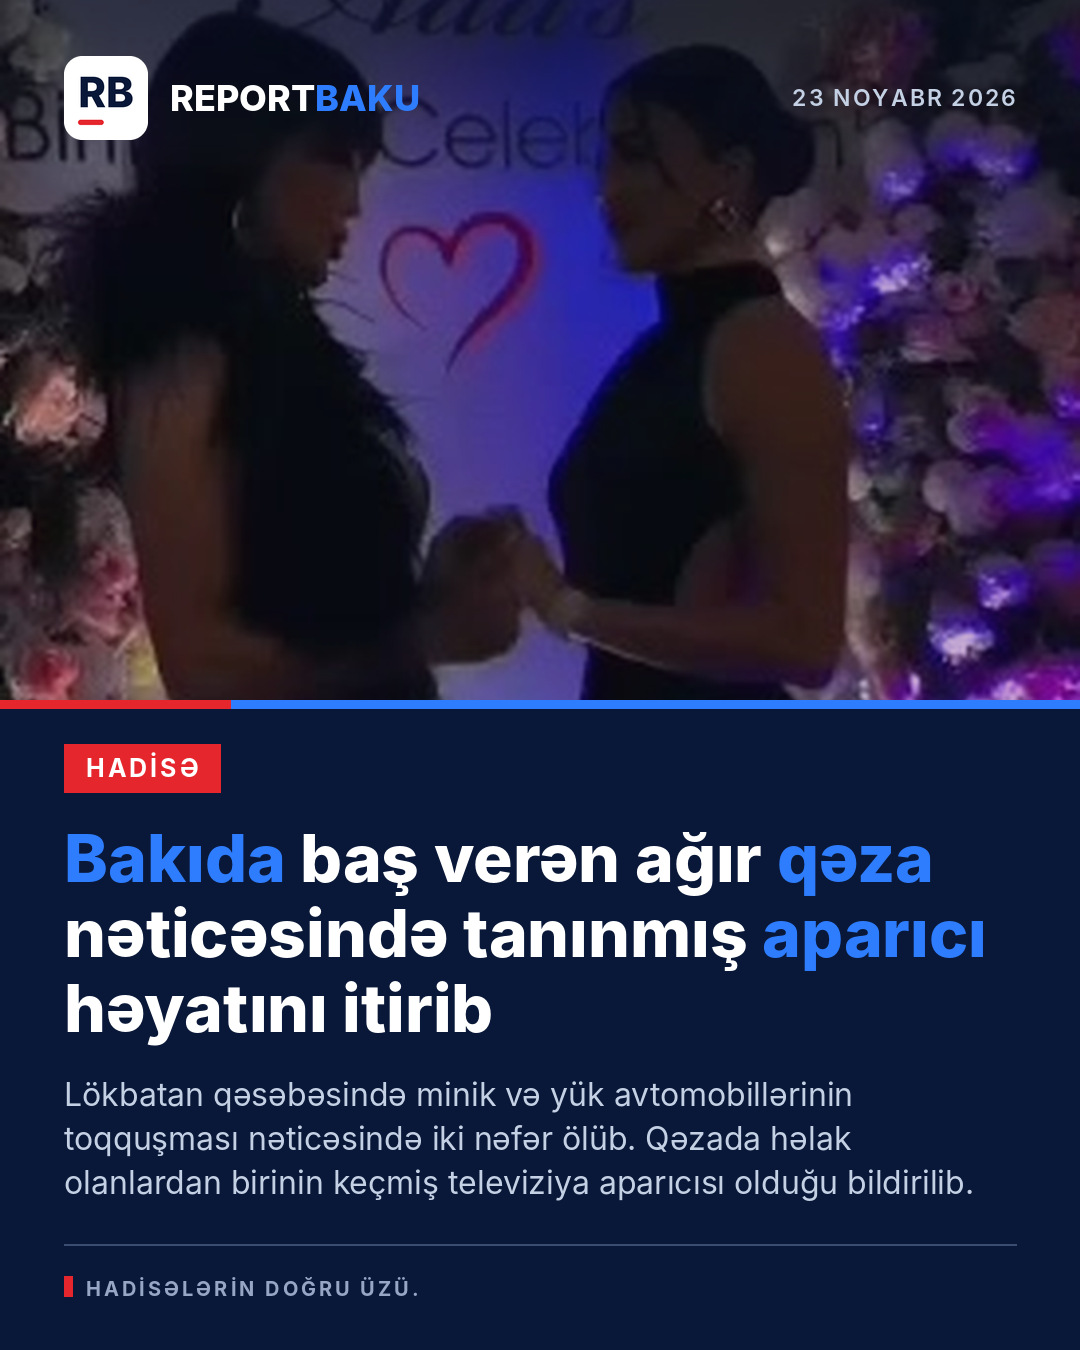 RB
REPORTBAKU
23 NOYABR 2026
HADİSƏ
Bakıda baş verən ağır qəza
nəticəsində tanınmış aparıcı
həyatını itirib
Lökbatan qəsəbəsində minik və yük avtomobillərinin
toqquşması nəticəsində iki nəfər ölüb. Qəzada həlak
olanlardan birinin keçmiş televiziya aparıcısı olduğu bildirilib.
HADİSƏLƏRİN DOĞRU ÜZÜ.